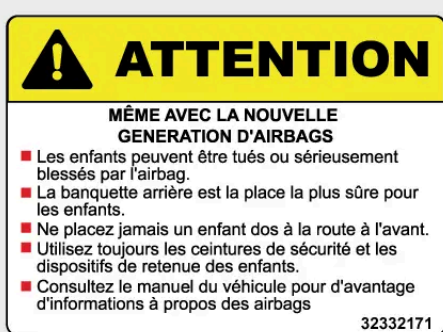 ATTENTION
MÊME AVEC LA NOUVELLE
GENERATION D'AIRBAGS
Les enfants peuvent être tués ou sérieusement
blessés par l'airbag.
La banquette arrière est la place la plus sûre pour
les enfants.
Ne placez jamais un enfant dos à la route à l'avant.
Utilisez toujours les ceintures de sécurité et les
dispositifs de retenue des enfants.
Consultez le manuel du véhicule pour d'avantage
d'informations à propos des airbags
32332171